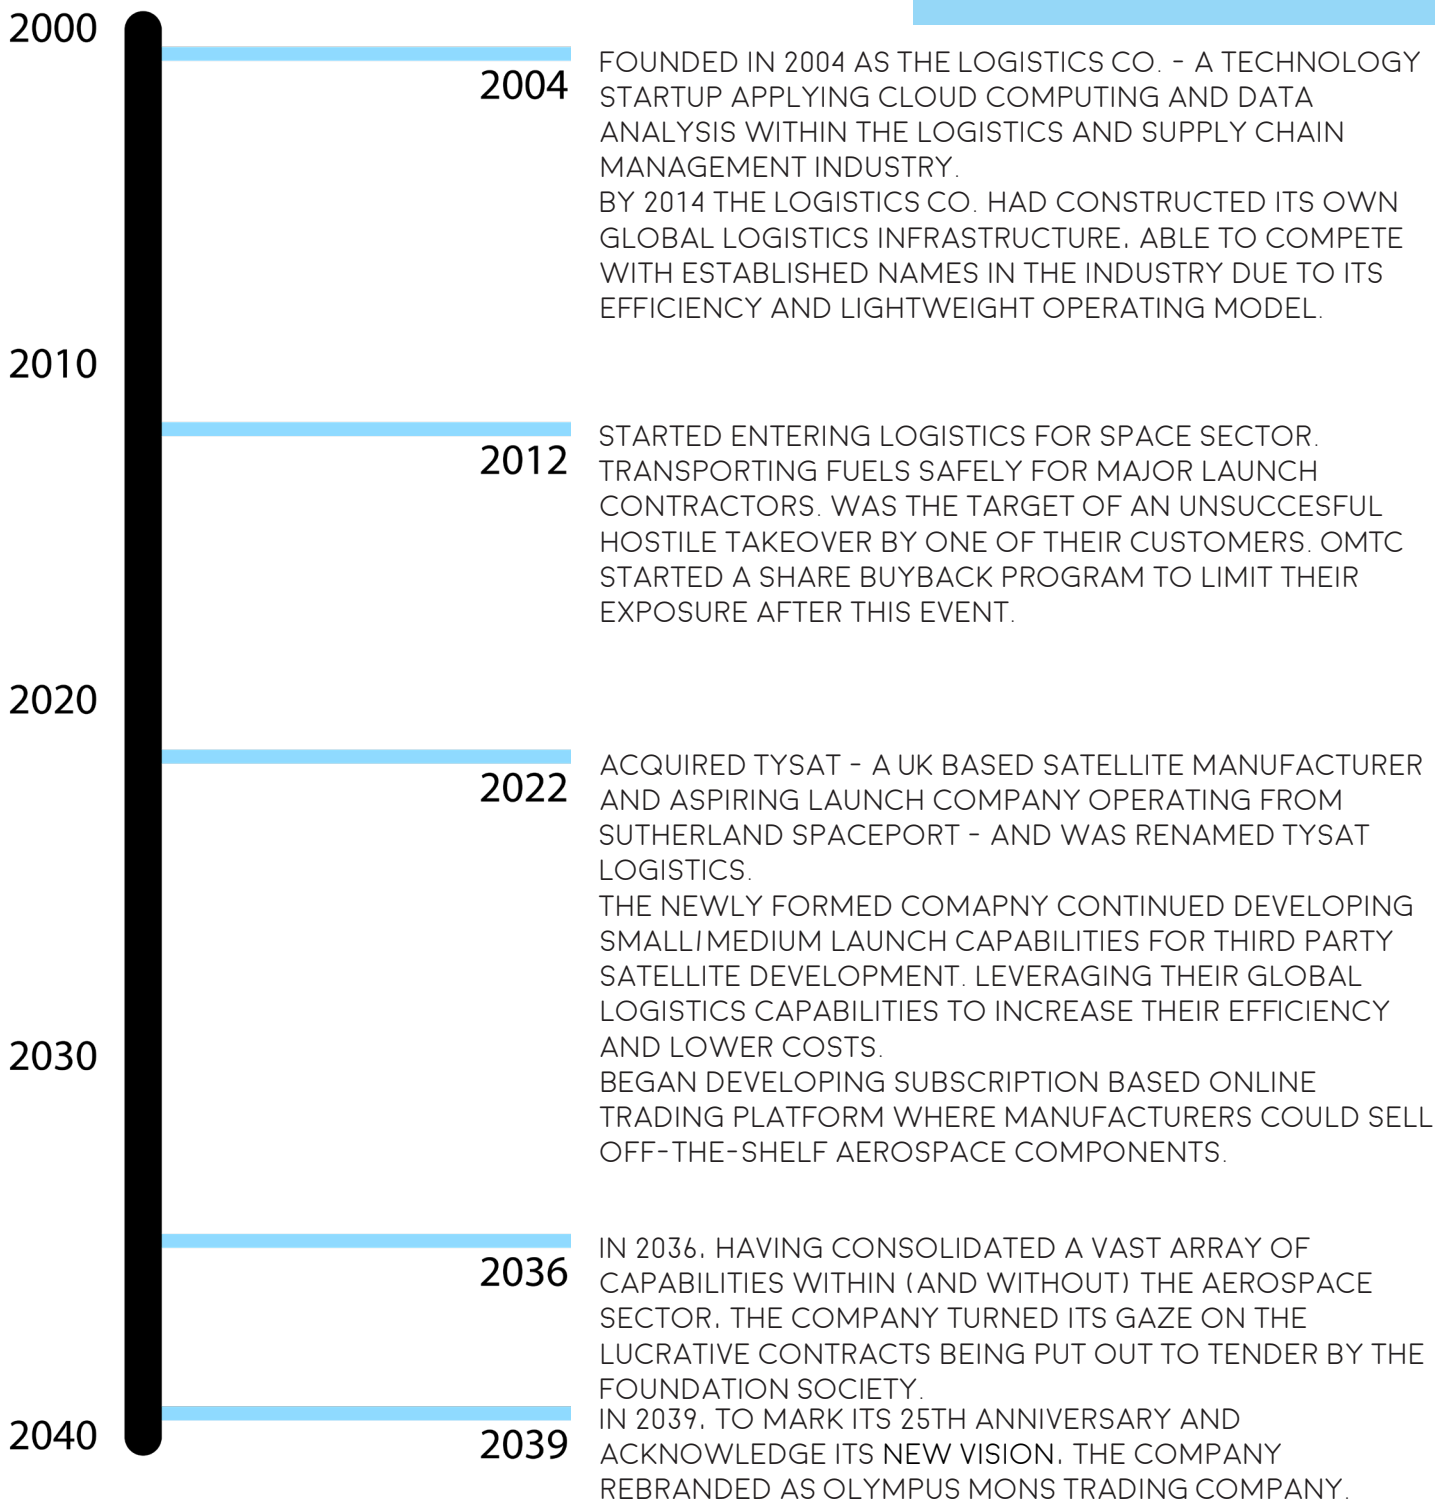 2000
2004
FOUNDED IN 2004 AS THE LOGISTICS CO. - A TECHNOLOGY
STARTUP APPLYING CLOUD COMPUTING AND DATA
ANALYSIS WITHIN THE LOGISTICS AND SUPPLY CHAIN
MANAGEMENT INDUSTRY.
BY 2014 THE LOGISTICS CO. HAD CONSTRUCTED ITS OWN
GLOBAL LOGISTICS INFRASTRUCTURE, ABLE TO COMPETE
WITH ESTABLISHED NAMES IN THE INDUSTRY DUE TO ITS
EFFICIENCY AND LIGHTWEIGHT OPERATING MODEL.
2010
2012
STARTED ENTERING LOGISTICS FOR SPACE SECTOR.
TRANSPORTING FUELS SAFELY FOR MAJOR LAUNCH
CONTRACTORS. WAS THE TARGET OF AN UNSUCCESFUL
HOSTILE TAKEOVER BY ONE OF THEIR CUSTOMERS. OMTC
STARTED A SHARE BUYBACK PROGRAM TO LIMIT THEIR
EXPOSURE AFTER THIS EVENT.
2020
2022
ACQUIRED TYSAT - A UK BASED SATELLITE MANUFACTURER
AND ASPIRING LAUNCH COMPANY OPERATING FROM
SUTHERLAND SPACEPORT - AND WAS RENAMED TYSAT
LOGISTICS.
THE NEWLY FORMED COMAPNY CONTINUED DEVELOPING
SMALL/MEDIUM LAUNCH CAPABILITIES FOR THIRD PARTY
SATELLITE DEVELOPMENT. LEVERAGING THEIR GLOBAL
LOGISTICS CAPABILITIES TO INCREASE THEIR EFFICIENCY
AND LOWER COSTS.
2030
BEGAN DEVELOPING SUBSCRIPTION BASED ONLINE
TRADING PLATFORM WHERE MANUFACTURERS COULD SELL
OFF-THE-SHELF AEROSPACE COMPONENTS.
2036
IN 2036, HAVING CONSOLIDATED A VAST ARRAY OF
CAPABILITIES WITHIN (AND WITHOUT) THE AEROSPACE
SECTOR, THE COMPANY TURNED ITS GAZE ON THE
LUCRATIVE CONTRACTS BEING PUT OUT TO TENDER BY THE
FOUNDATION SOCIETY.
2040
2039
IN 2039, TO MARK ITS 25TH ANNIVERSARY AND
ACKNOWLEDGE ITS NEW VISION, THE COMPANY
REBRANDED AS OLYMPUS MONS TRADING COMPANY.